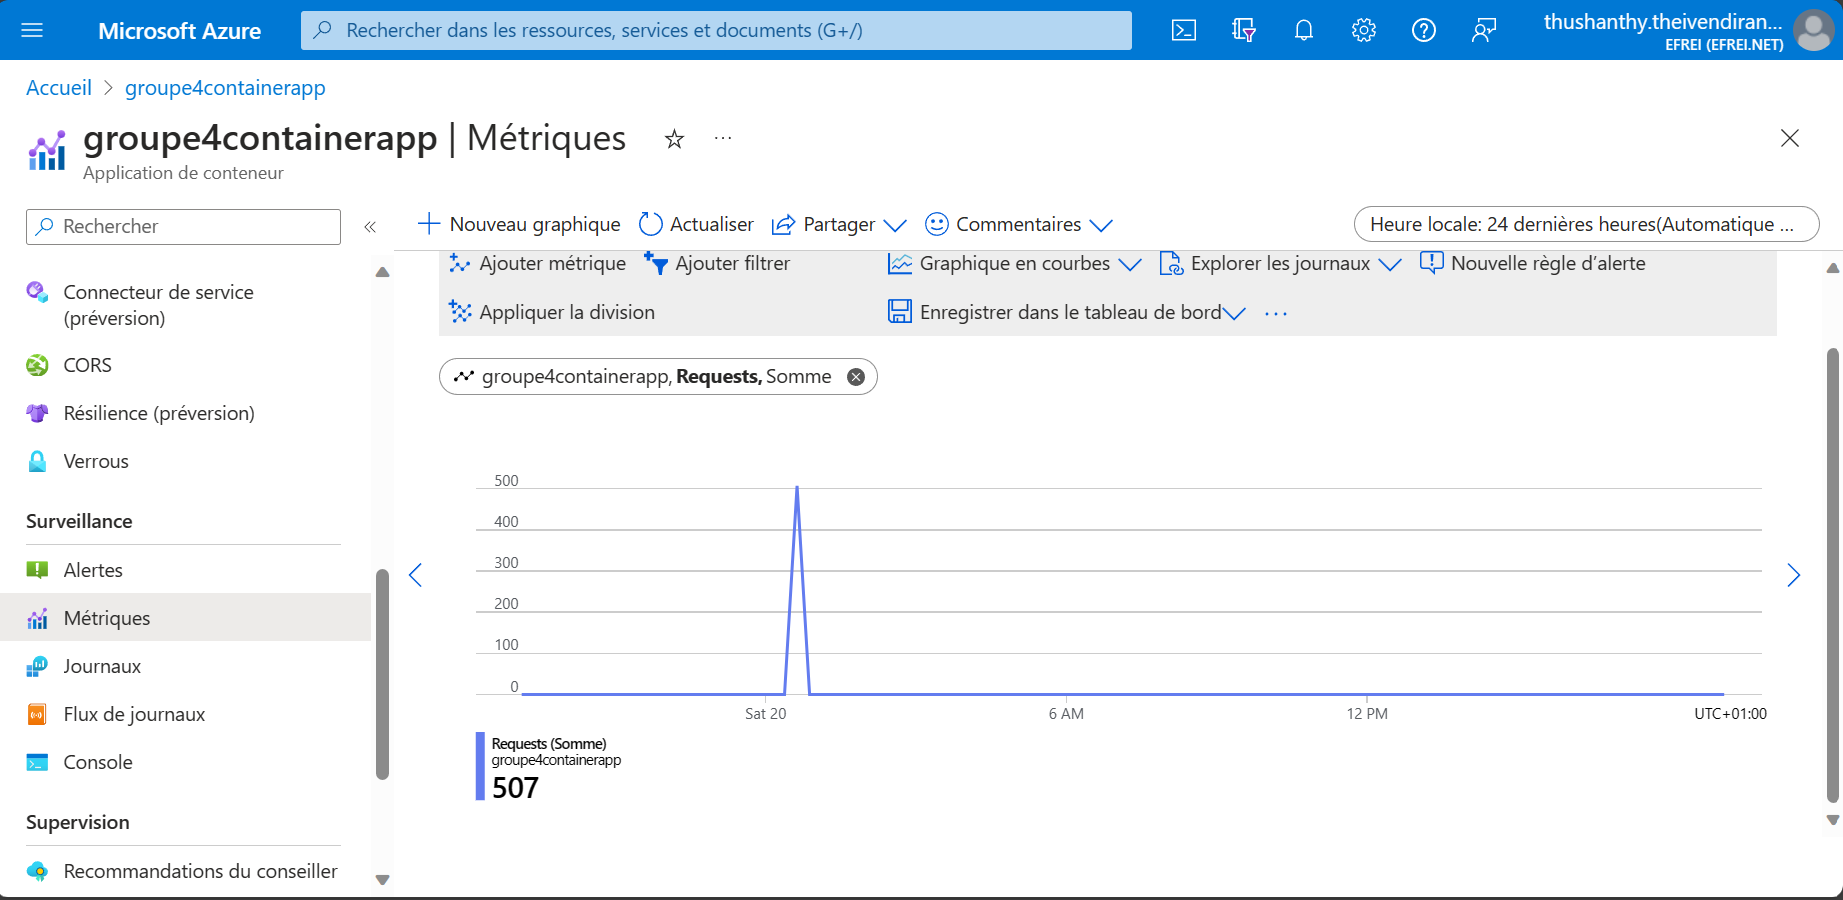 Microsoft Azure
Rechercher dans les ressources, services et documents (G+/)
thushanthy.theivendiran...
EFREI (EFREI.NET)
Accueil > groupe4containerapp
groupe4containerapp | Métriques
Application de conteneur
Rechercher
Nouveau graphique
Actualiser
Partager
Commentaires
Heure locale: 24 dernières heures(Automatique ...
Connecteur de service
(préversion)
CORS
Résilience (préversion)
Verrous
Surveillance
Alertes
Métriques
Journaux
Flux de journaux
Console
Supervision
Recommandations du conseiller
Ajouter métrique
Ajouter filtrer
Graphique en courbes
Explorer les journaux
Nouvelle règle d’alerte
Appliquer la division
Enregistrer dans le tableau de bord
groupe4containerapp, Requests, Somme
500
400
300
200
100
0
Sat 20
6 AM
12 PM
UTC+01:00
Requests (Somme)
groupe4containerapp
507